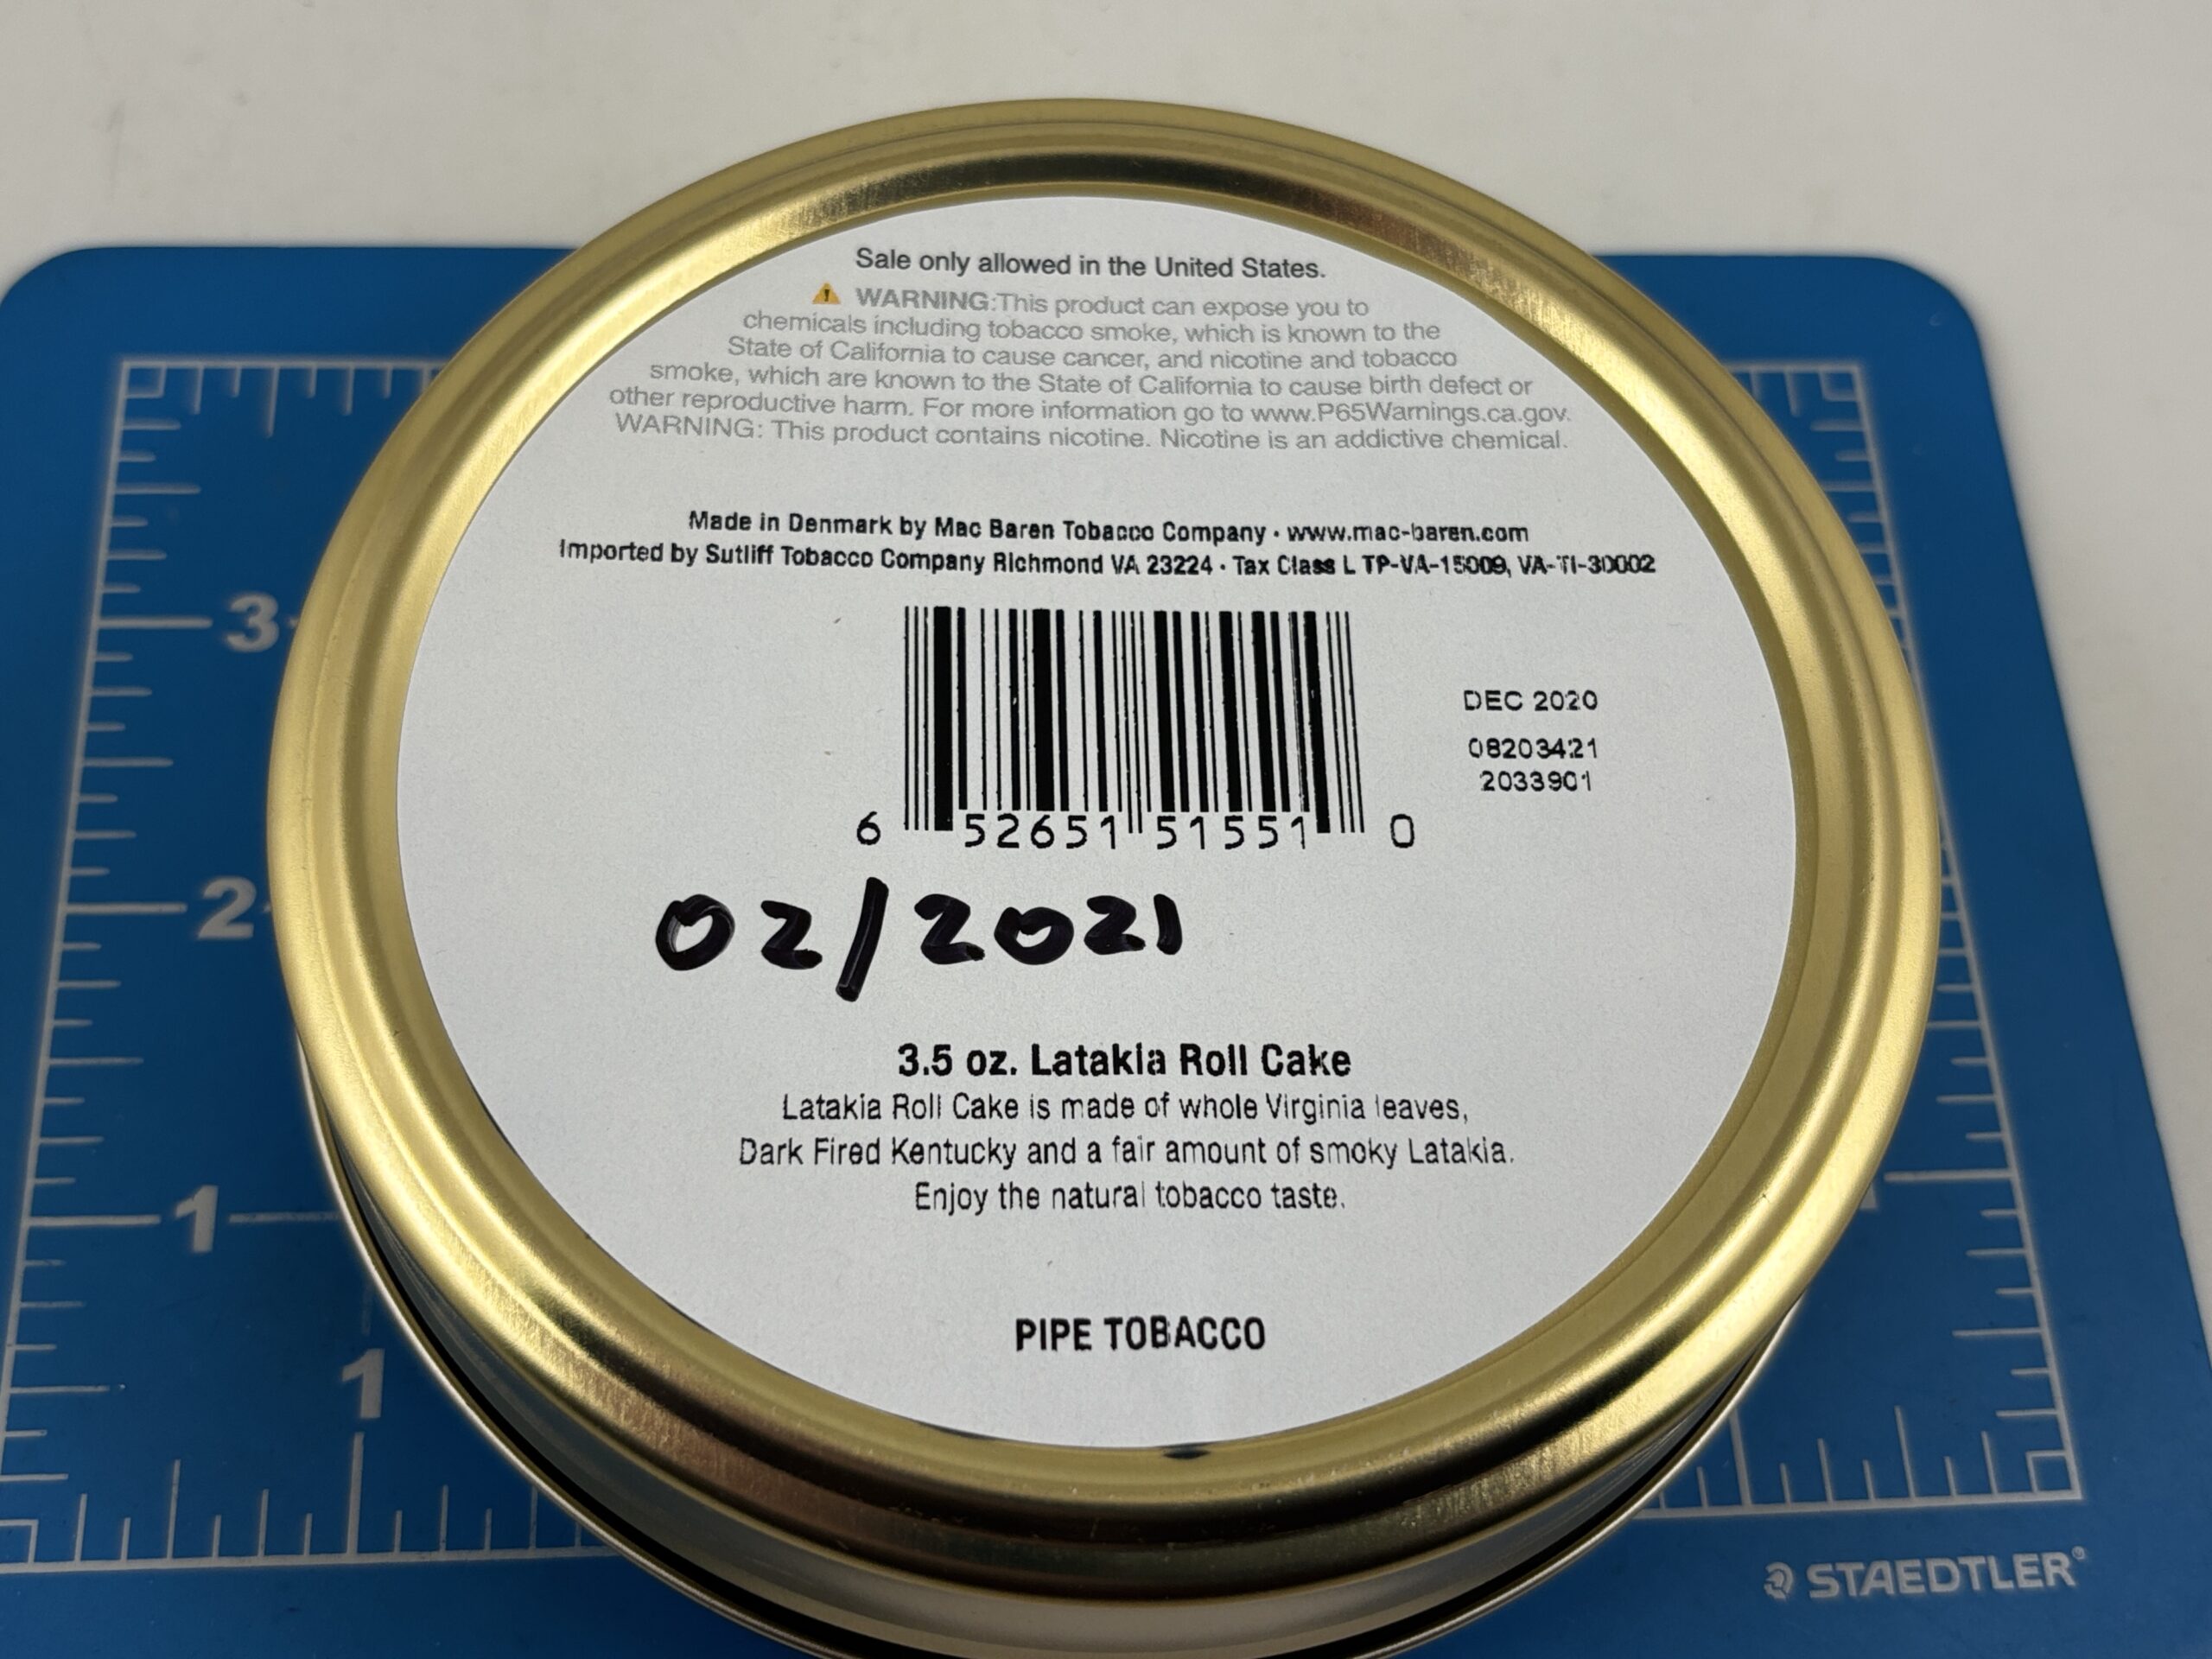 Sale only allowed in the United States.
⚠ WARNING:This product can expose you to
chemicals including tobacco smoke, which is known to the
State of California to cause cancer, and nicotine and tobacco
smoke, which are known to the State of California to cause birth defect or
other reproductive harm. For more information go to www.P65Warnings.ca.gov.
WARNING: This product contains nicotine. Nicotine is an addictive chemical.
Made in Denmark by Mac Baren Tobacco Company · www.mac-baren.com
Imported by Sutliff Tobacco Company Richmond VA 23224 · Tax Class L TP-VA-15009, VA-TI-30002
DEC 2020
08203421
2033901
6 52651 51551 0
02/2021
3.5 oz. Latakia Roll Cake
Latakia Roll Cake is made of whole Virginia leaves,
Dark Fired Kentucky and a fair amount of smoky Latakia.
Enjoy the natural tobacco taste.
PIPE TOBACCO
3
2
1
1
STAEDTLER®